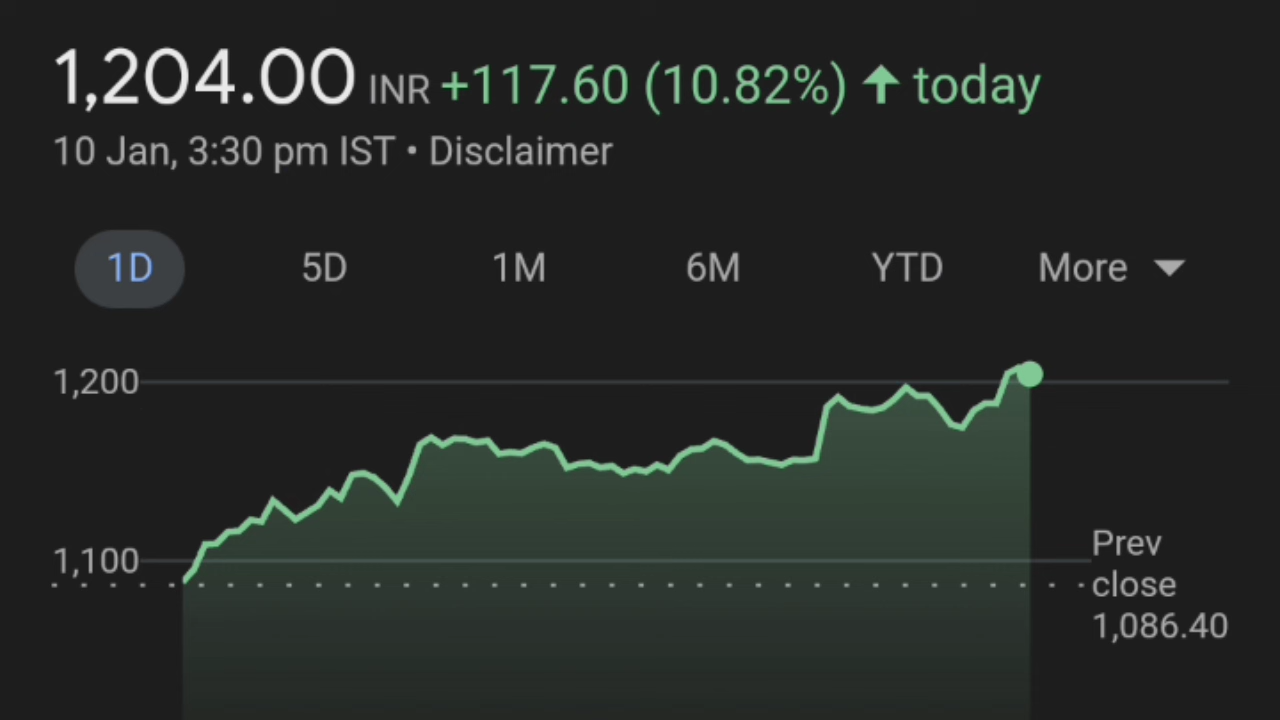 1,204.00 INR +117.60 (10.82%) ↑ today
10 Jan, 3:30 pm IST • Disclaimer
1D 5D 1M 6M YTD More
1,200
1,100
Prev
close
1,086.40